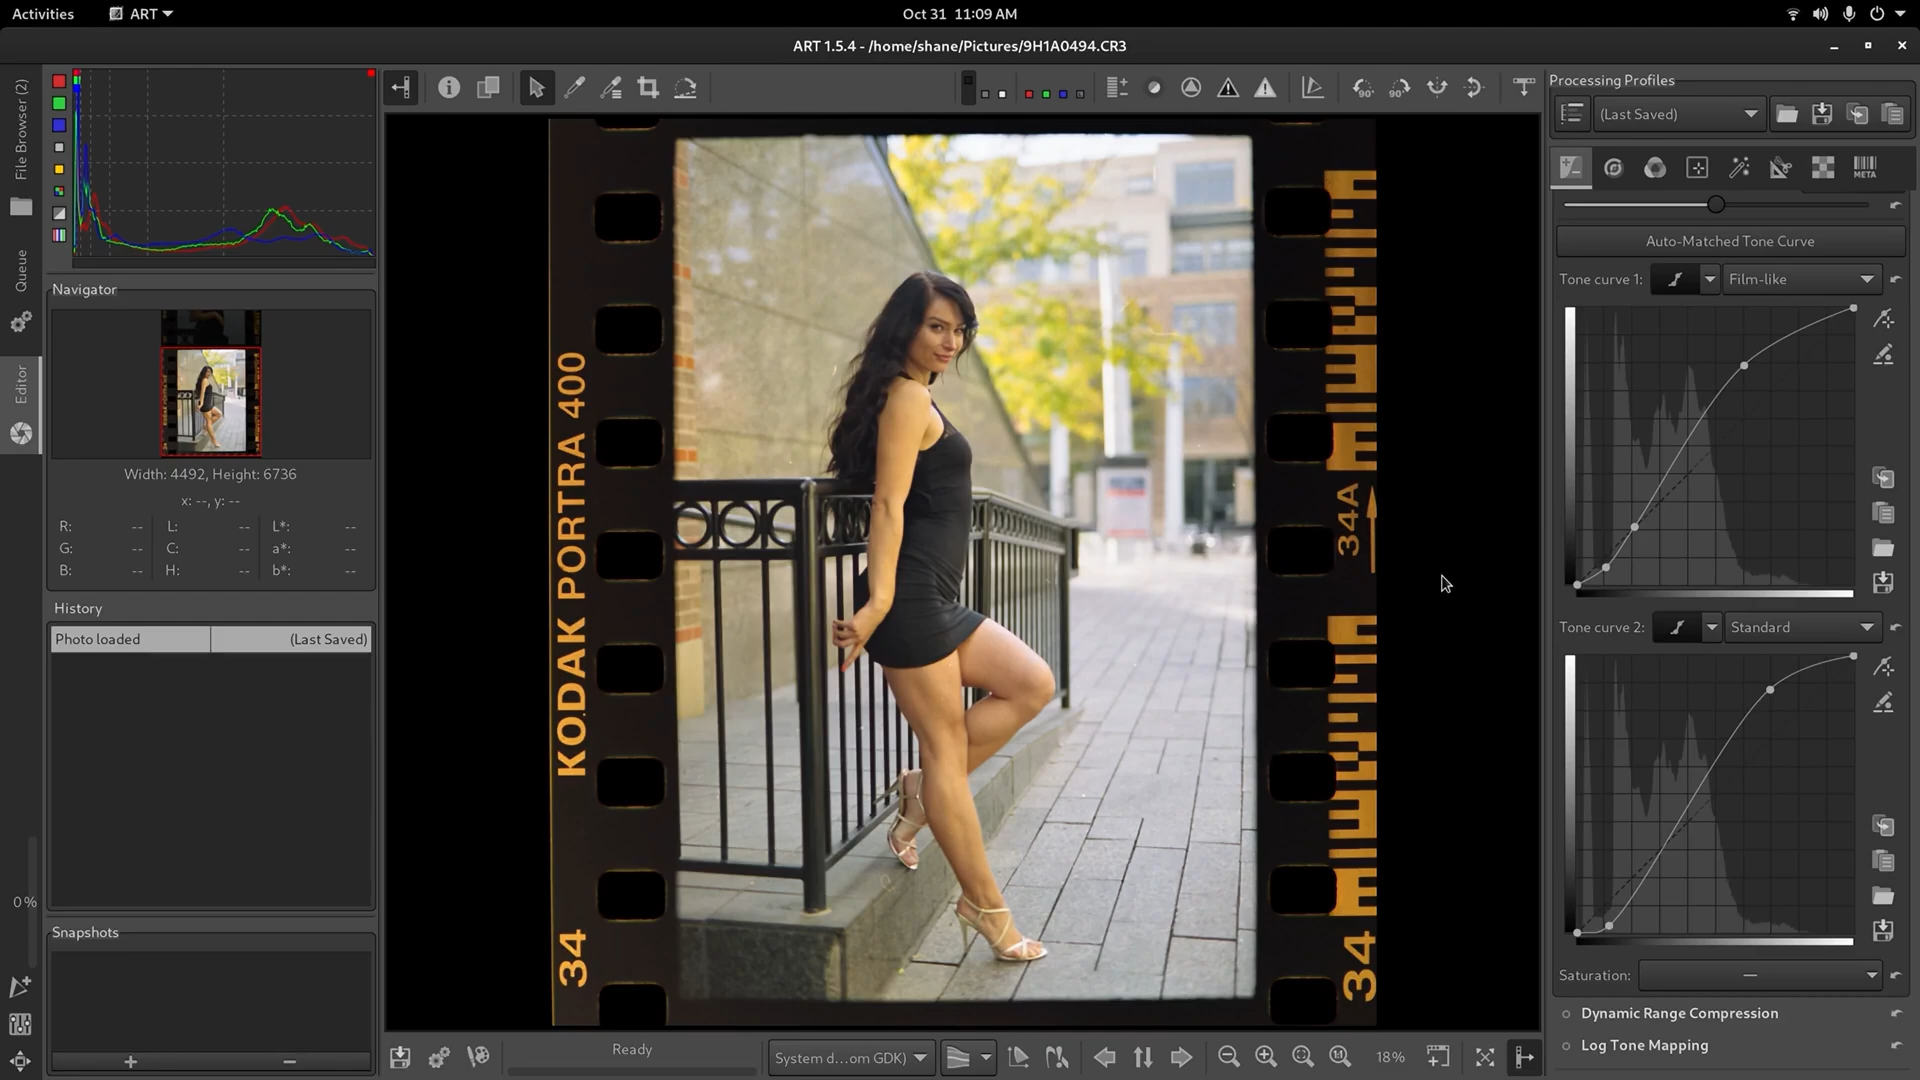 Activities
ART
Oct 31 11:09 AM
ART 1.5.4 - /home/shane/Pictures/9H1A0494.CR3
File Browser (2)
Queue
Editor
0 %
Navigator
Width: 4492, Height: 6736
x: --, y: --
R: -- L: -- L*: --
G: -- C: -- a*: --
B: -- H: -- b*: --
History
Photo loaded (Last Saved)
Snapshots
90
90
KODAK PORTRA 400
34
34A
34
Ready
System d...om GDK)
18%
Processing Profiles
(Last Saved)
META
Auto-Matched Tone Curve
Tone curve 1: Film-like
Tone curve 2: Standard
Saturation: —
Dynamic Range Compression
Log Tone Mapping